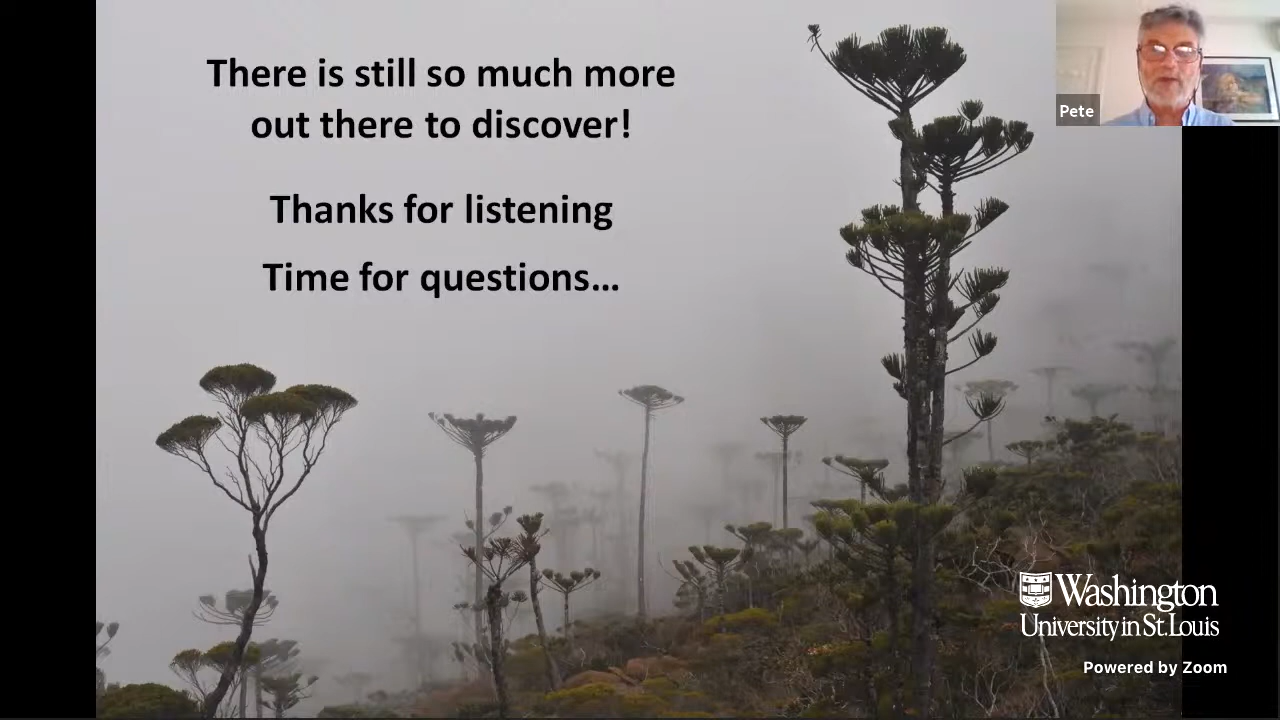 There is still so much more
out there to discover!
Thanks for listening
Time for questions...
Pete
Washington
University in St. Louis
Powered by Zoom